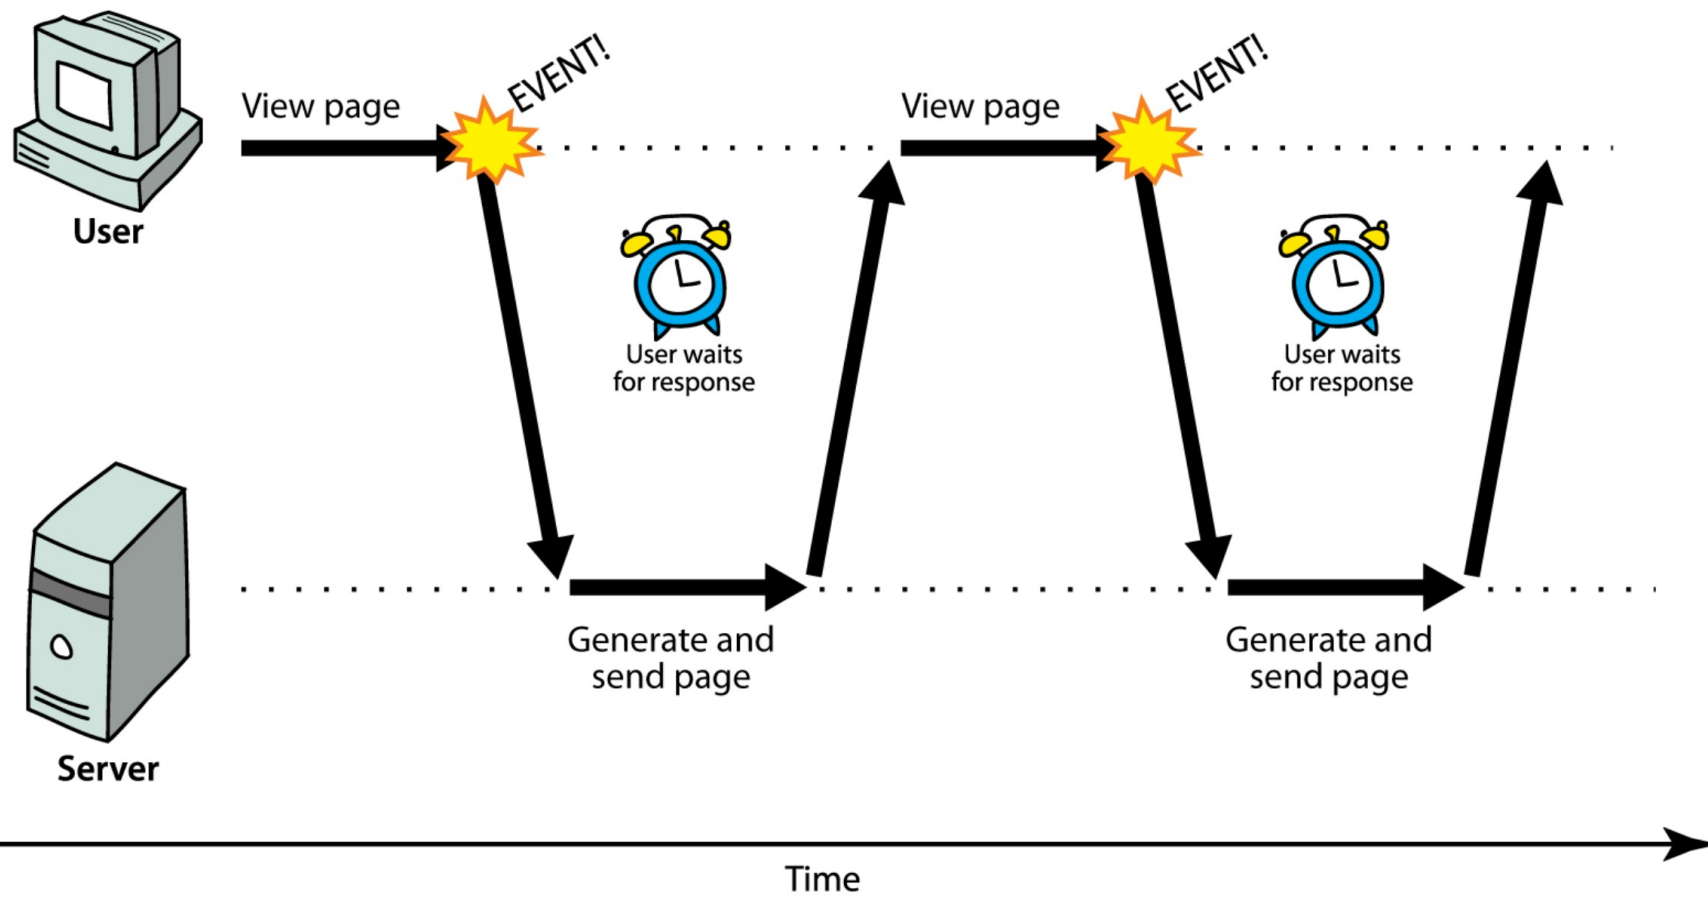 EVENT!
EVENT!
View page
View page
User
User waits
for response
User waits
for response
Generate and
send page
Generate and
send page
Server
Time